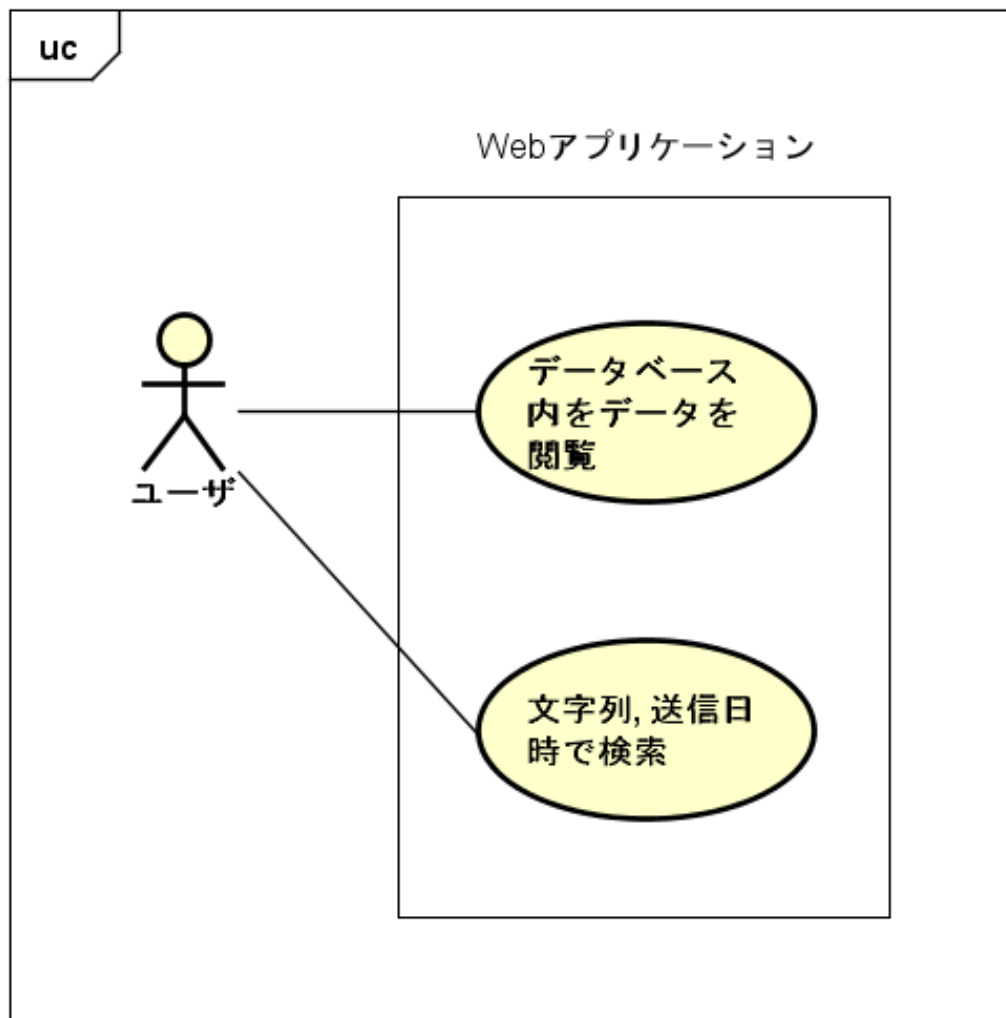 uc
Webアプリケーション
データベース
内をデータを
閲覧
ユーザ
文字列, 送信日
時で検索